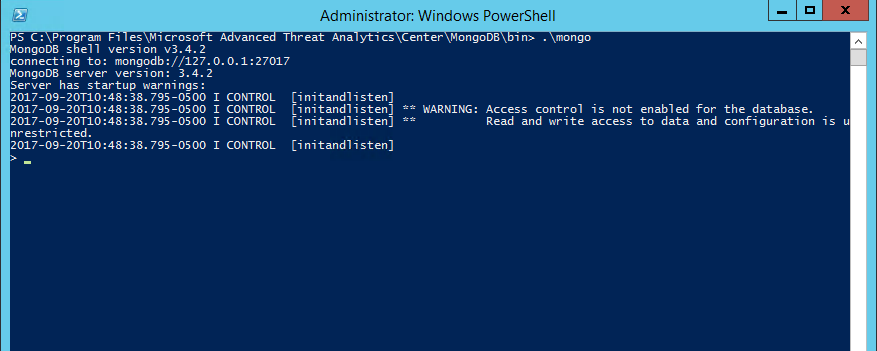 Administrator: Windows PowerShell
PS C:\Program Files\Microsoft Advanced Threat Analytics\Center\MongoDB\bin> .\mongo
MongoDB shell version v3.4.2
connecting to: mongodb://127.0.0.1:27017
MongoDB server version: 3.4.2
Server has startup warnings:
2017-09-20T10:48:38.795-0500 I CONTROL  [initandlisten]
2017-09-20T10:48:38.795-0500 I CONTROL  [initandlisten] ** WARNING: Access control is not enabled for the database.
2017-09-20T10:48:38.795-0500 I CONTROL  [initandlisten] **          Read and write access to data and configuration is u
nrestricted.
2017-09-20T10:48:38.795-0500 I CONTROL  [initandlisten]
> _